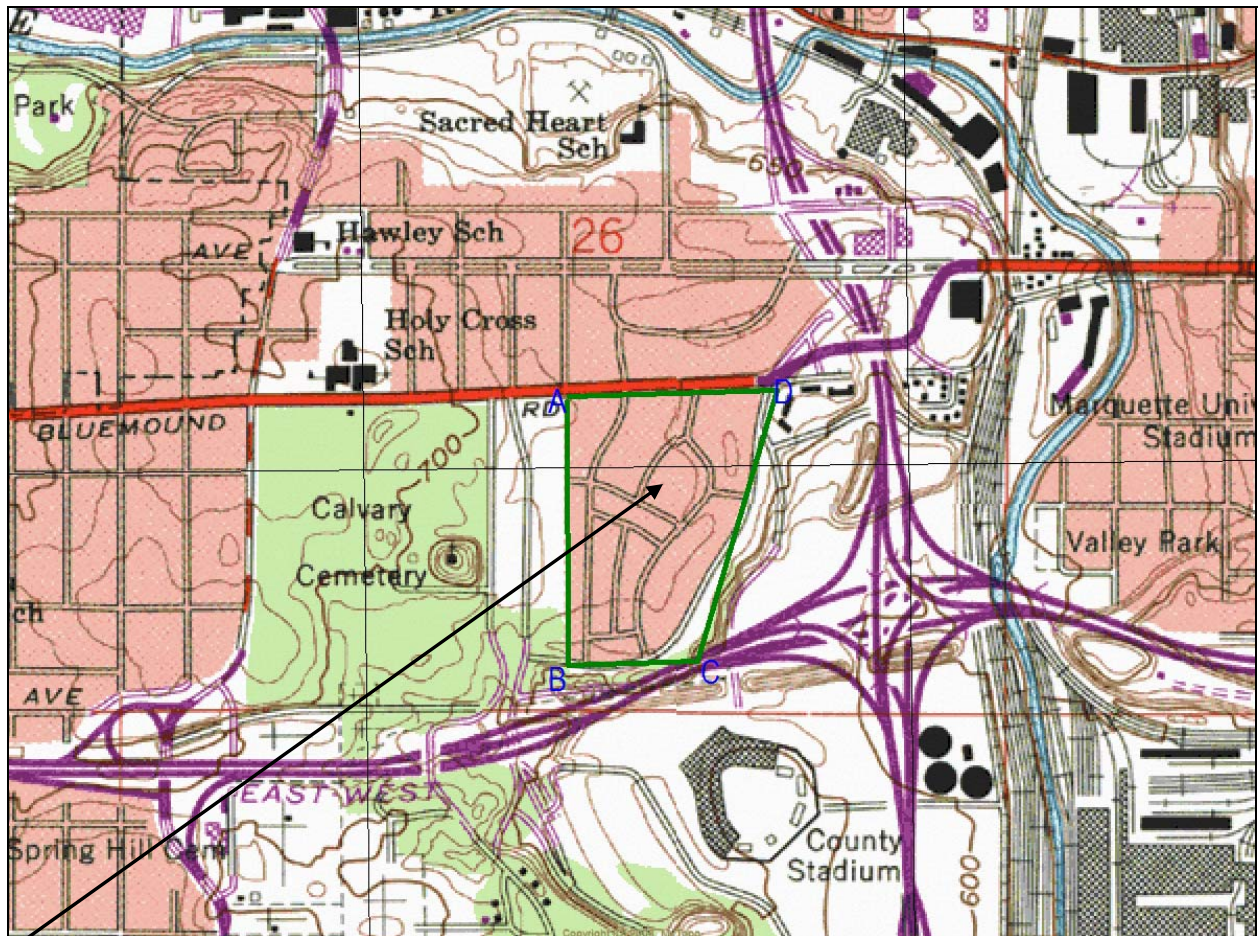 Park
Sacred Heart
Sch
650
Hawley Sch
26
AVE
Holy Cross
Sch
A
RD
D
BLUEMOUND
Marquette Uni
Stadium
700
Calvary
Cemetery
Valley Park
ch
AVE
B
C
EAST-WEST
County
Stadium
Spring Hill Cem
600